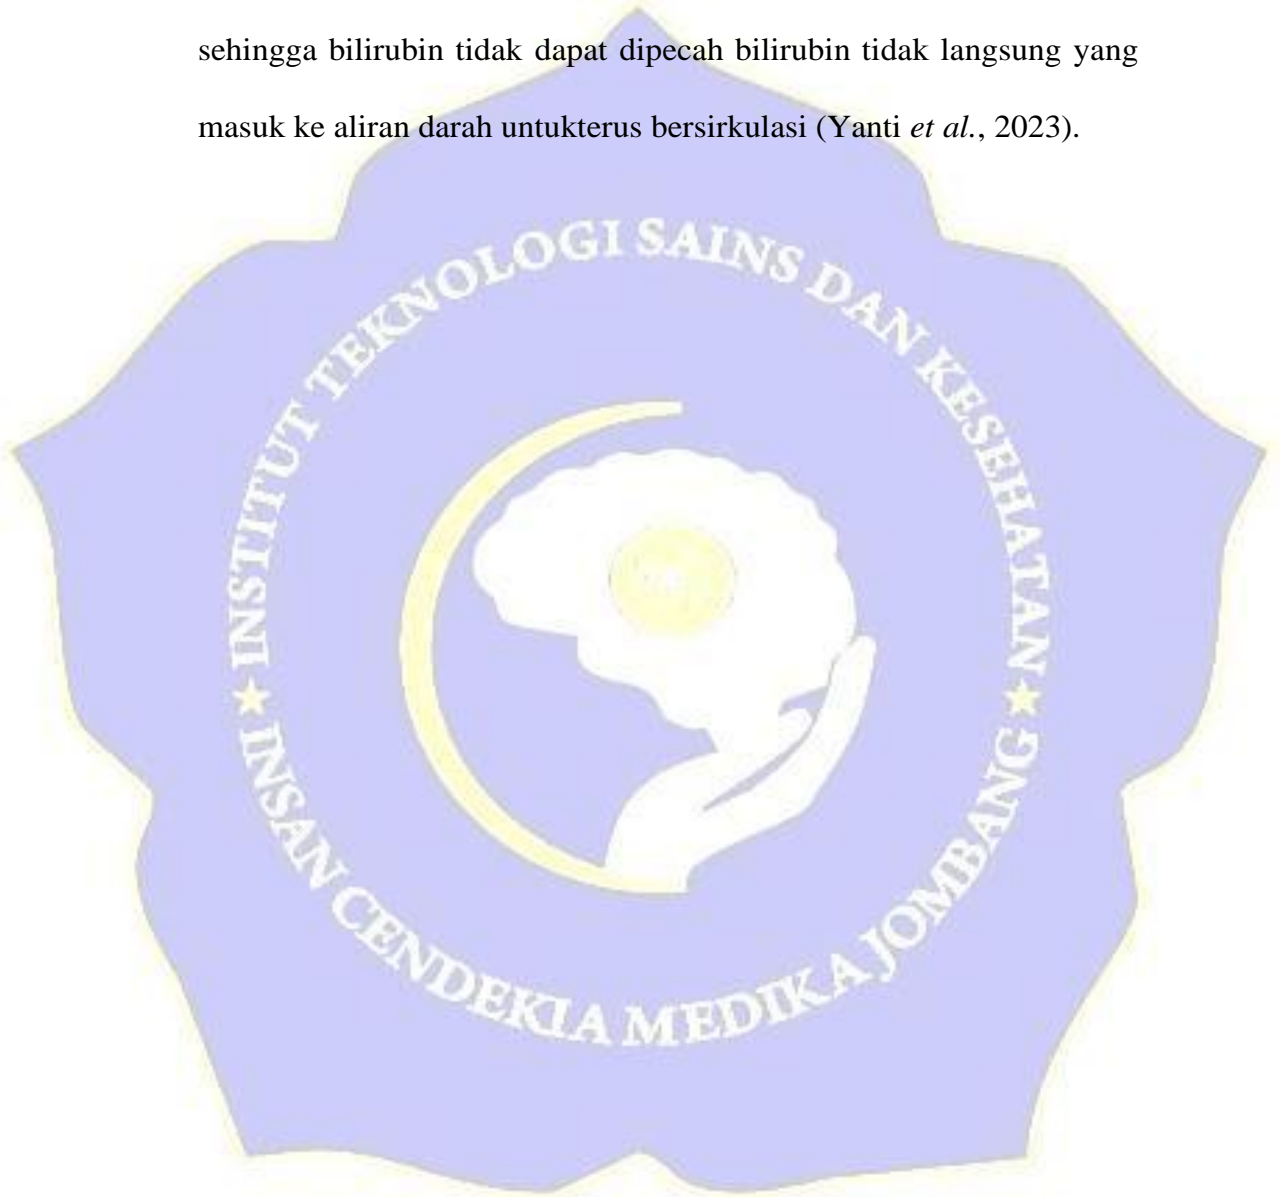 sehingga bilirubin tidak dapat dipecah bilirubin tidak langsung yang
masuk ke aliran darah untukterus bersirkulasi (Yanti et al., 2023).
INSTITUT TEKNOLOGI SAINS DAN KESEHATAN
INSAN CENDEKIA MEDIKA JOMBANG